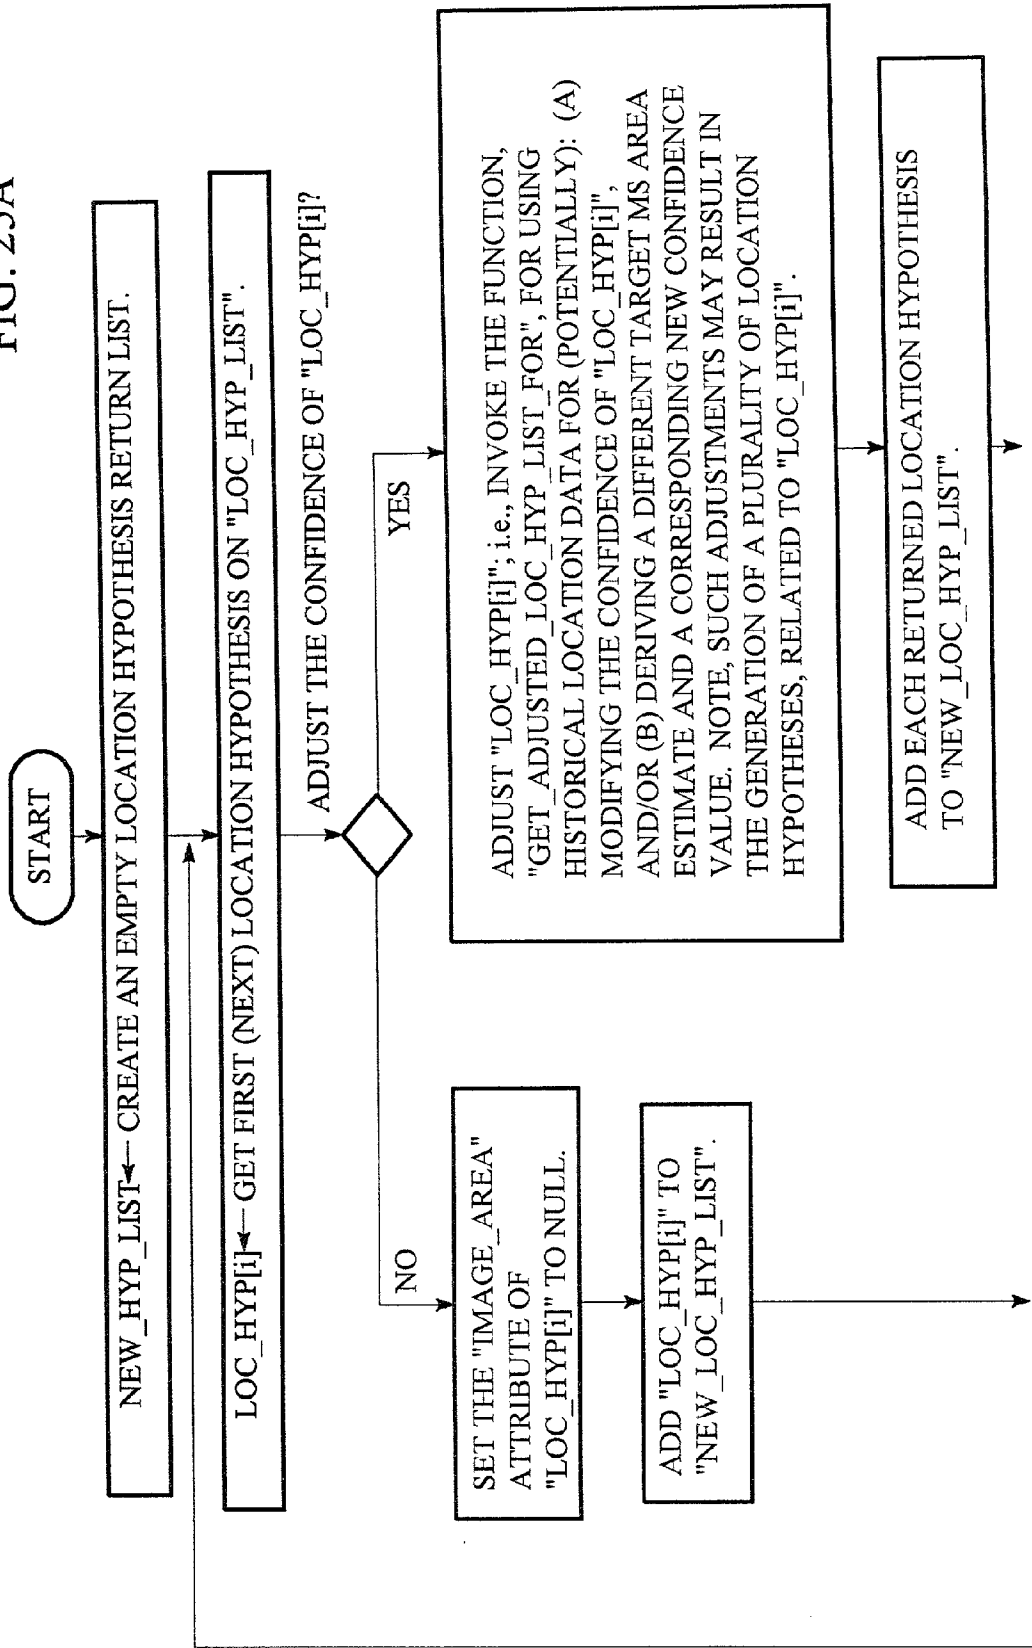 FIG. 25A
START
NEW_HYP_LIST← CREATE AN EMPTY LOCATION HYPOTHESIS RETURN LIST.
LOC_HYP[i]← GET FIRST (NEXT) LOCATION HYPOTHESIS ON "LOC_HYP_LIST".
ADJUST THE CONFIDENCE OF "LOC_HYP[i]?
NO
YES
SET THE "IMAGE_AREA"
ATTRIBUTE OF
"LOC_HYP[i]" TO NULL.
ADD "LOC_HYP[i]" TO
"NEW_LOC_HYP_LIST".
ADJUST "LOC_HYP[i]"; i.e., INVOKE THE FUNCTION,
"GET_ADJUSTED_LOC_HYP_LIST_FOR", FOR USING
HISTORICAL LOCATION DATA FOR (POTENTIALLY): (A)
MODIFYING THE CONFIDENCE OF "LOC_HYP[i]",
AND/OR (B) DERIVING A DIFFERENT TARGET MS AREA
ESTIMATE AND A CORRESPONDING NEW CONFIDENCE
VALUE. NOTE, SUCH ADJUSTMENTS MAY RESULT IN
THE GENERATION OF A PLURALITY OF LOCATION
HYPOTHESES, RELATED TO "LOC_HYP[i]".
ADD EACH RETURNED LOCATION HYPOTHESIS
TO "NEW_LOC_HYP_LIST".